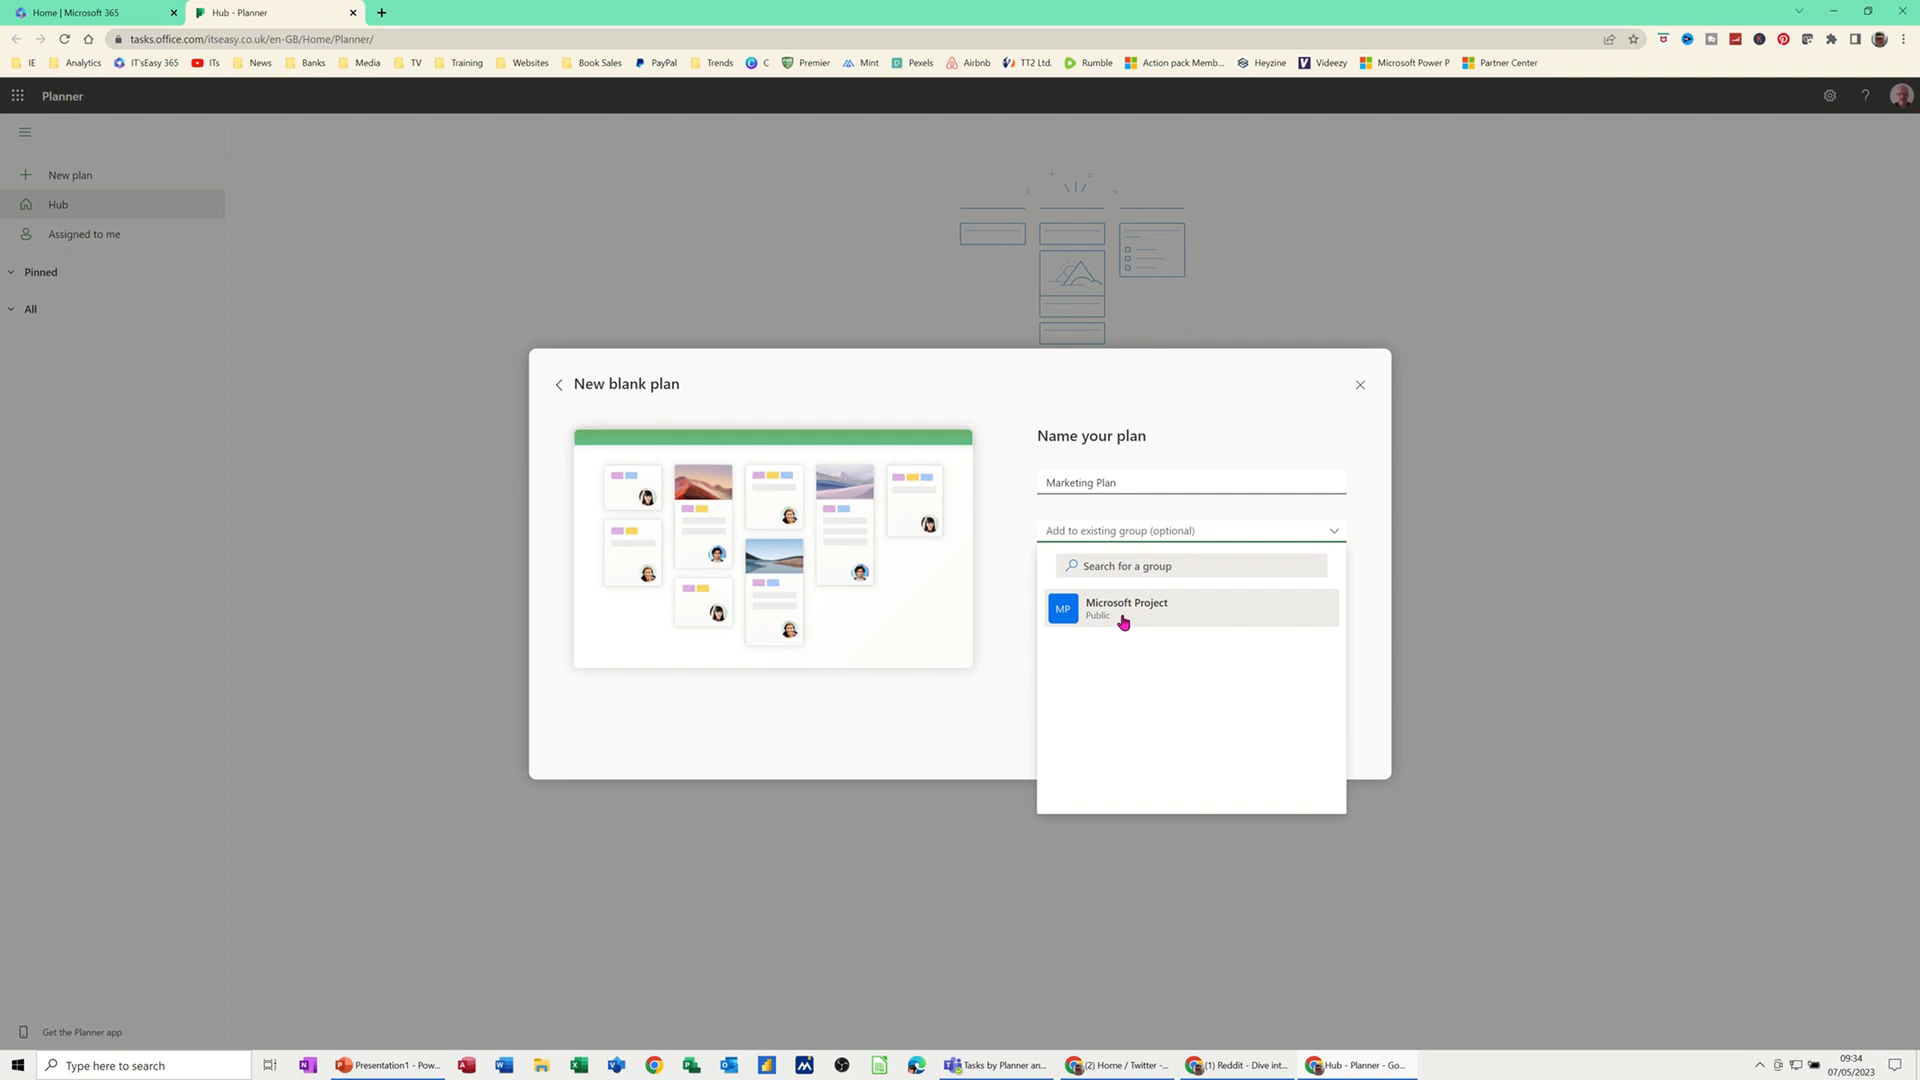 Home | Microsoft 365
Hub - Planner
tasks.office.com/itseasy.co.uk/en-GB/Home/Planner/
IE
Analytics
IT'sEasy 365
ITs
News
Banks
Media
TV
Training
Websites
Book Sales
PayPal
Trends
C
Premier
Mint
Pexels
Airbnb
TT2 Ltd.
Rumble
Action pack Memb...
Heyzine
Videezy
Microsoft Power P
Partner Center
Planner
New plan
Hub
Assigned to me
Pinned
All
New blank plan
Name your plan
Marketing Plan
Add to existing group (optional)
Search for a group
MP
Microsoft Project
Public
Get the Planner app
Type here to search
Presentation1 - Pow...
Tasks by Planner an...
(2) Home / Twitter -...
(1) Reddit - Dive int...
Hub - Planner - Go...
09:34
07/05/2023